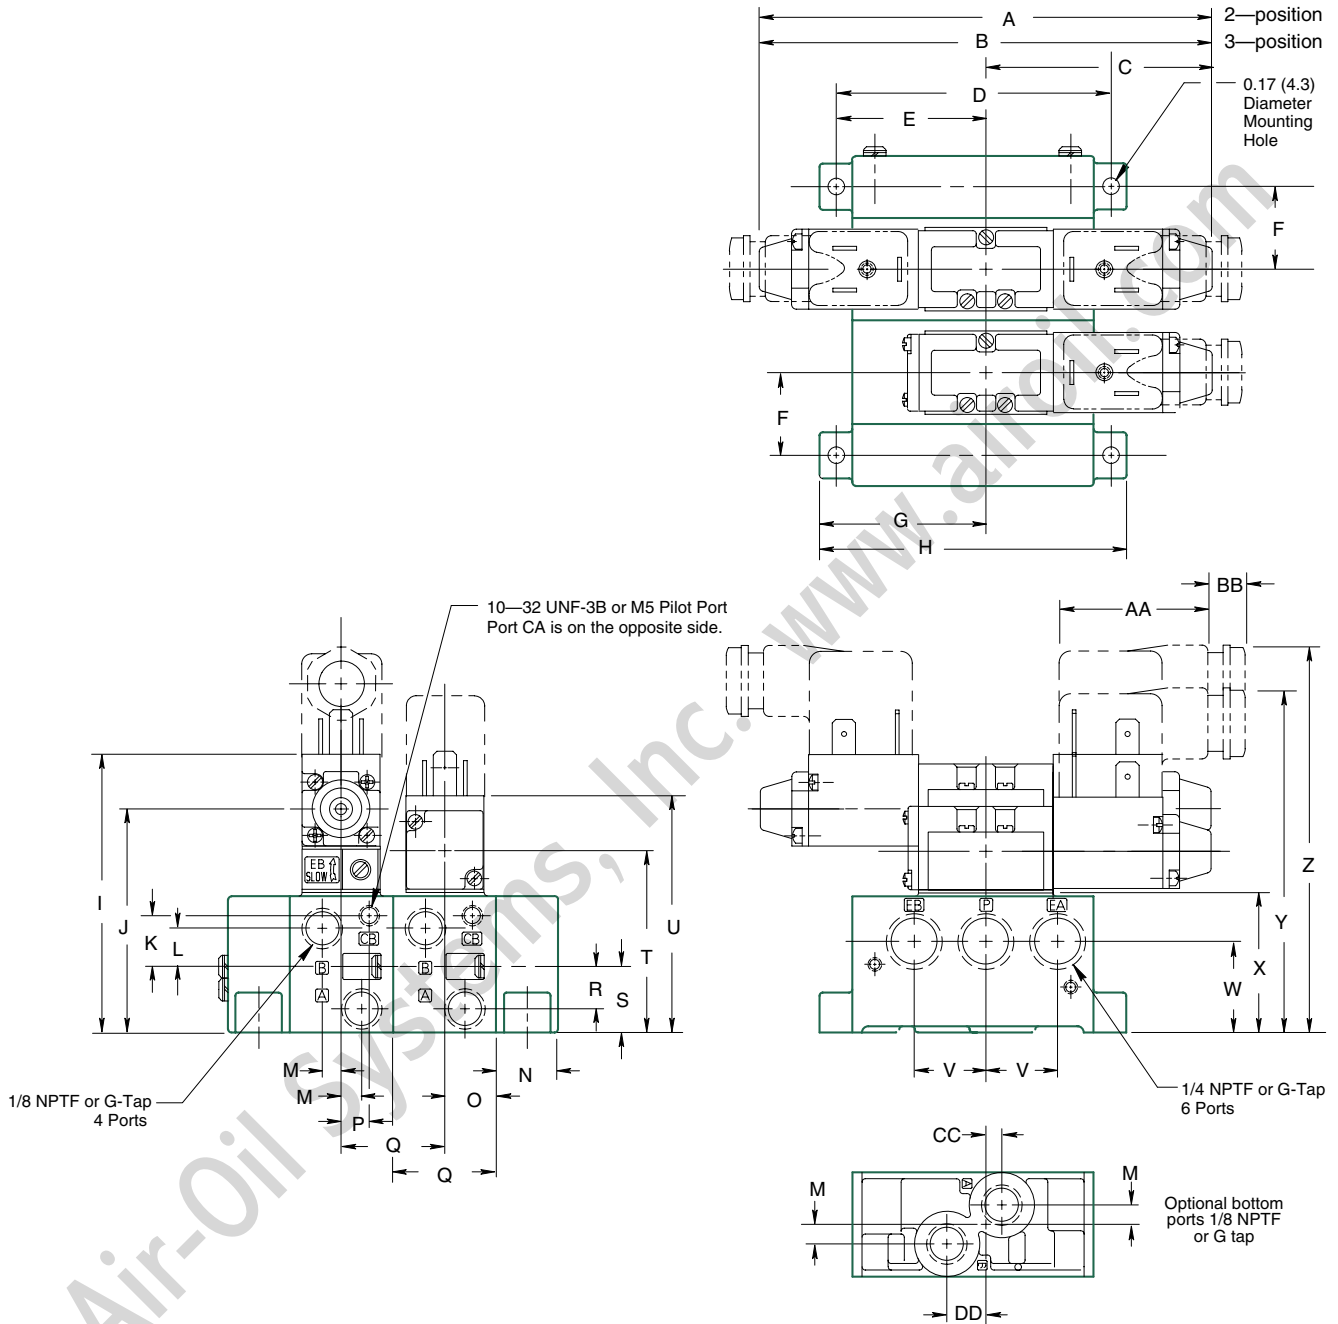 A
2—position
B
3—position
C
0.17 (4.3)
Diameter
Mounting
Hole
D
E
F
F
G
H
10—32 UNF-3B or M5 Pilot Port
Port CA is on the opposite side.
BB
AA
EB
SLOW
CB
CB
B
B
A
A
I
J
K
L
M
M
P
Q
Q
O
N
R
S
T
U
1/8 NPTF or G-Tap
4 Ports
EB
P
EA
V
V
W
X
Y
Z
1/4 NPTF or G-Tap
6 Ports
CC
M
M
A
B
DD
Optional bottom
ports 1/8 NPTF
or G tap
Air-Oil Systems, Inc. www.airoil.com